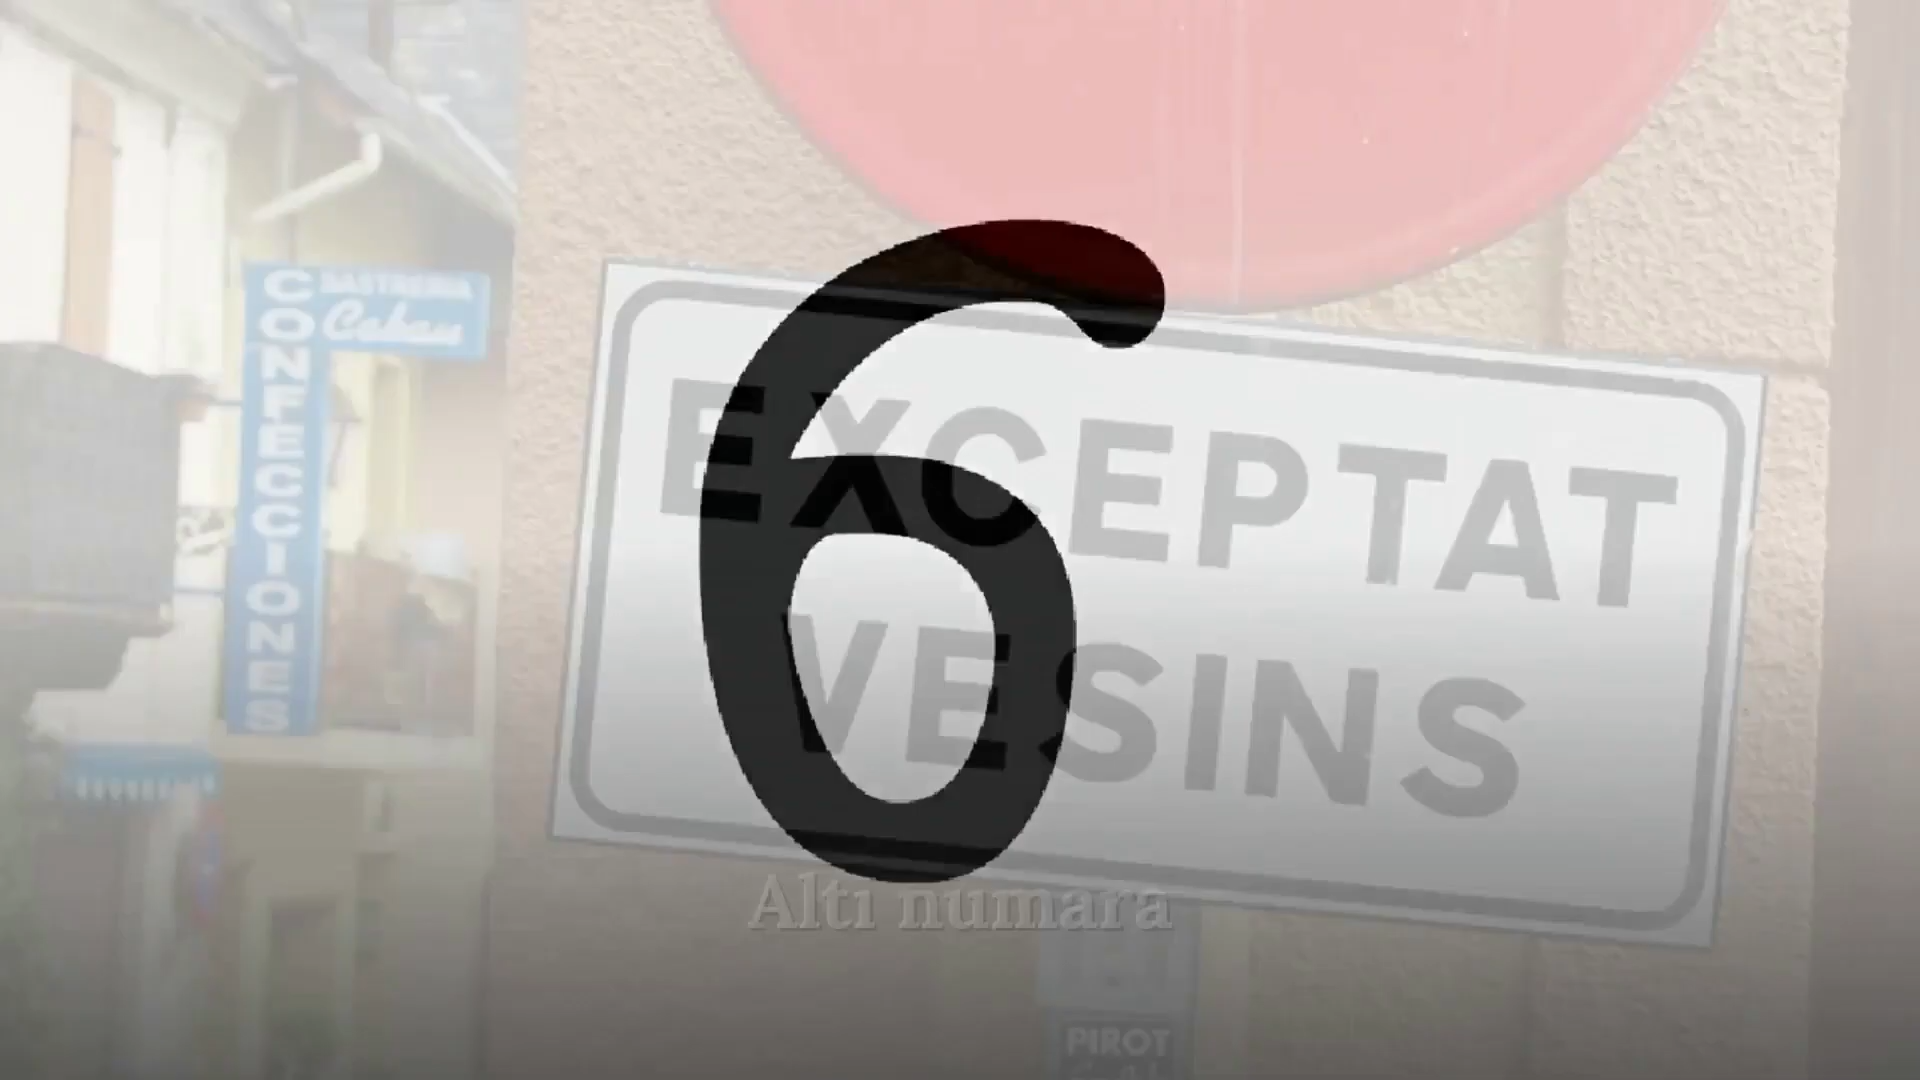 SASTRERIA
Cabau
CONFECCIONES
6
EXCEPTAT
VESINS
Altı numara
PIROT